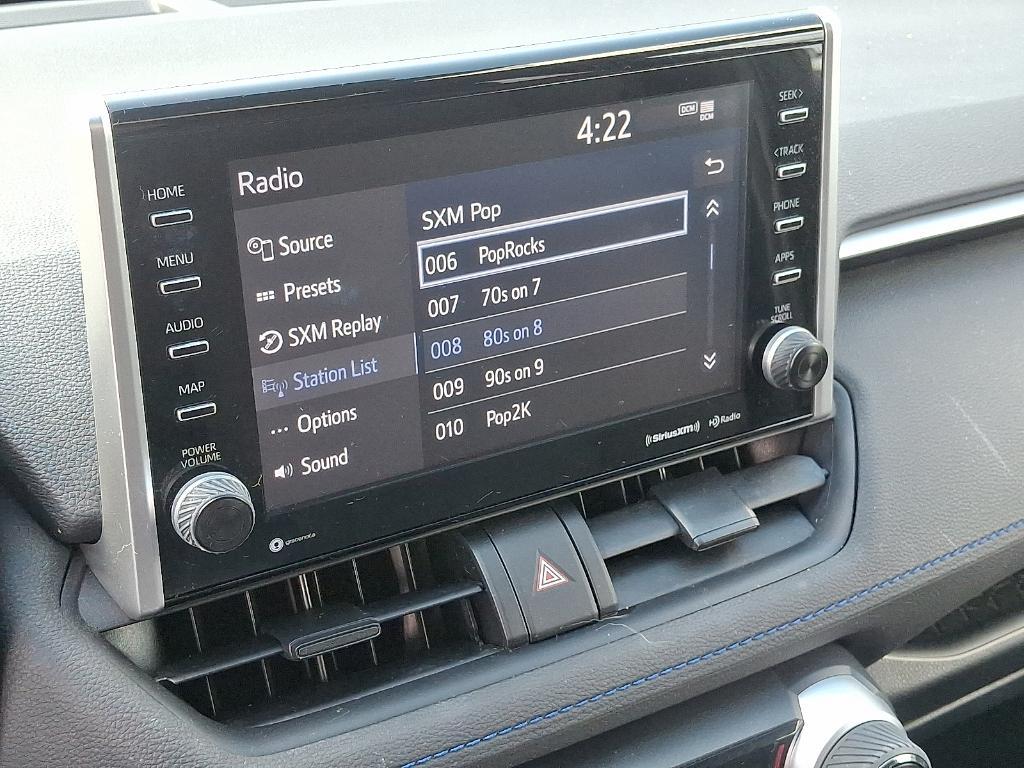 HOME
MENU
AUDIO
MAP
POWER
VOLUME
4:22
DCM
DCM
Radio
Source
Presets
SXM Replay
Station List
... Options
Sound
SXM Pop
006 PopRocks
007 70s on 7
008 80s on 8
009 90s on 9
010 Pop2K
SEEK >
< TRACK
PHONE
APPS
TUNE
SCROLL
((SiriusXM))
HD Radio
gracenote